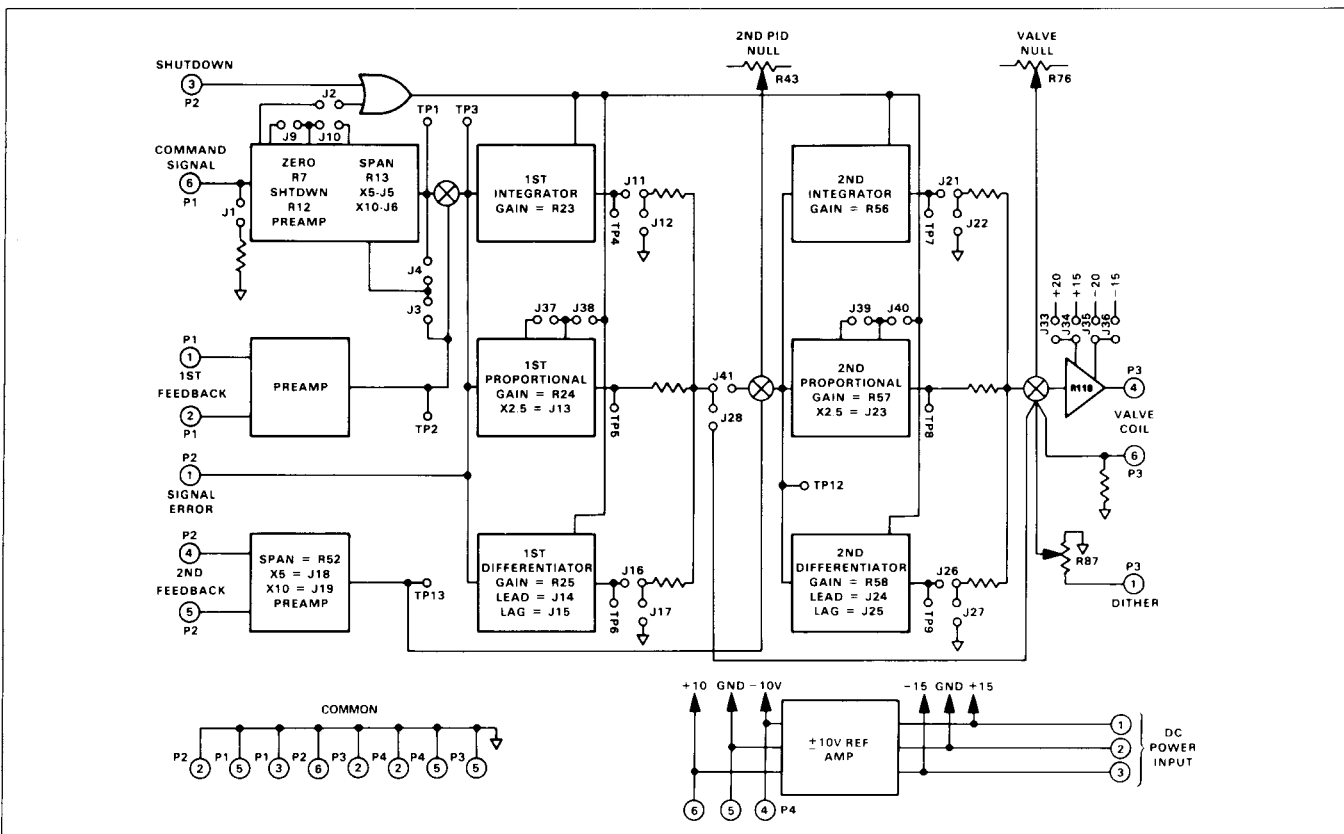 SHUTDOWN
3
P2
J2
J9
J10
COMMAND
SIGNAL
6
P1
J1
ZERO
R7
SHTDWN
R12
PREAMP
SPAN
R13
X5-J5
X10-J6
TP1
TP3
J4
J3
1ST
INTEGRATOR
GAIN = R23
TP4
J11
J12
2ND PID
NULL
R43
VALVE
NULL
R76
2ND
INTEGRATOR
GAIN = R56
TP7
J21
J22
P1
1
1ST
FEEDBACK
2
P1
PREAMP
TP2
J37
J38
1ST
PROPORTIONAL
GAIN = R24
X2.5 = J13
TP5
J41
J28
J39
J40
2ND
PROPORTIONAL
GAIN = R57
X2.5 = J23
TP8
+20
+15
-20
-15
J33
J34
J35
J36
R118
P3
4
VALVE
COIL
6
P3
P2
1
SIGNAL
ERROR
TP12
P2
4
2ND
FEEDBACK
5
P2
SPAN = R52
X5 = J18
X10 = J19
PREAMP
TP13
1ST
DIFFERENTIATOR
GAIN = R25
LEAD = J14
LAG = J15
TP6
J16
J17
2ND
DIFFERENTIATOR
GAIN = R58
LEAD = J24
LAG = J25
TP9
J26
J27
R87
P3
1
DITHER
COMMON
P2 P1 P1 P2 P3 P4 P4 P3
2 5 3 6 2 2 5 5
+10 GND -10V
±10V REF
AMP
-15 GND +15
1
2
3
DC
POWER
INPUT
6 5 4 P4